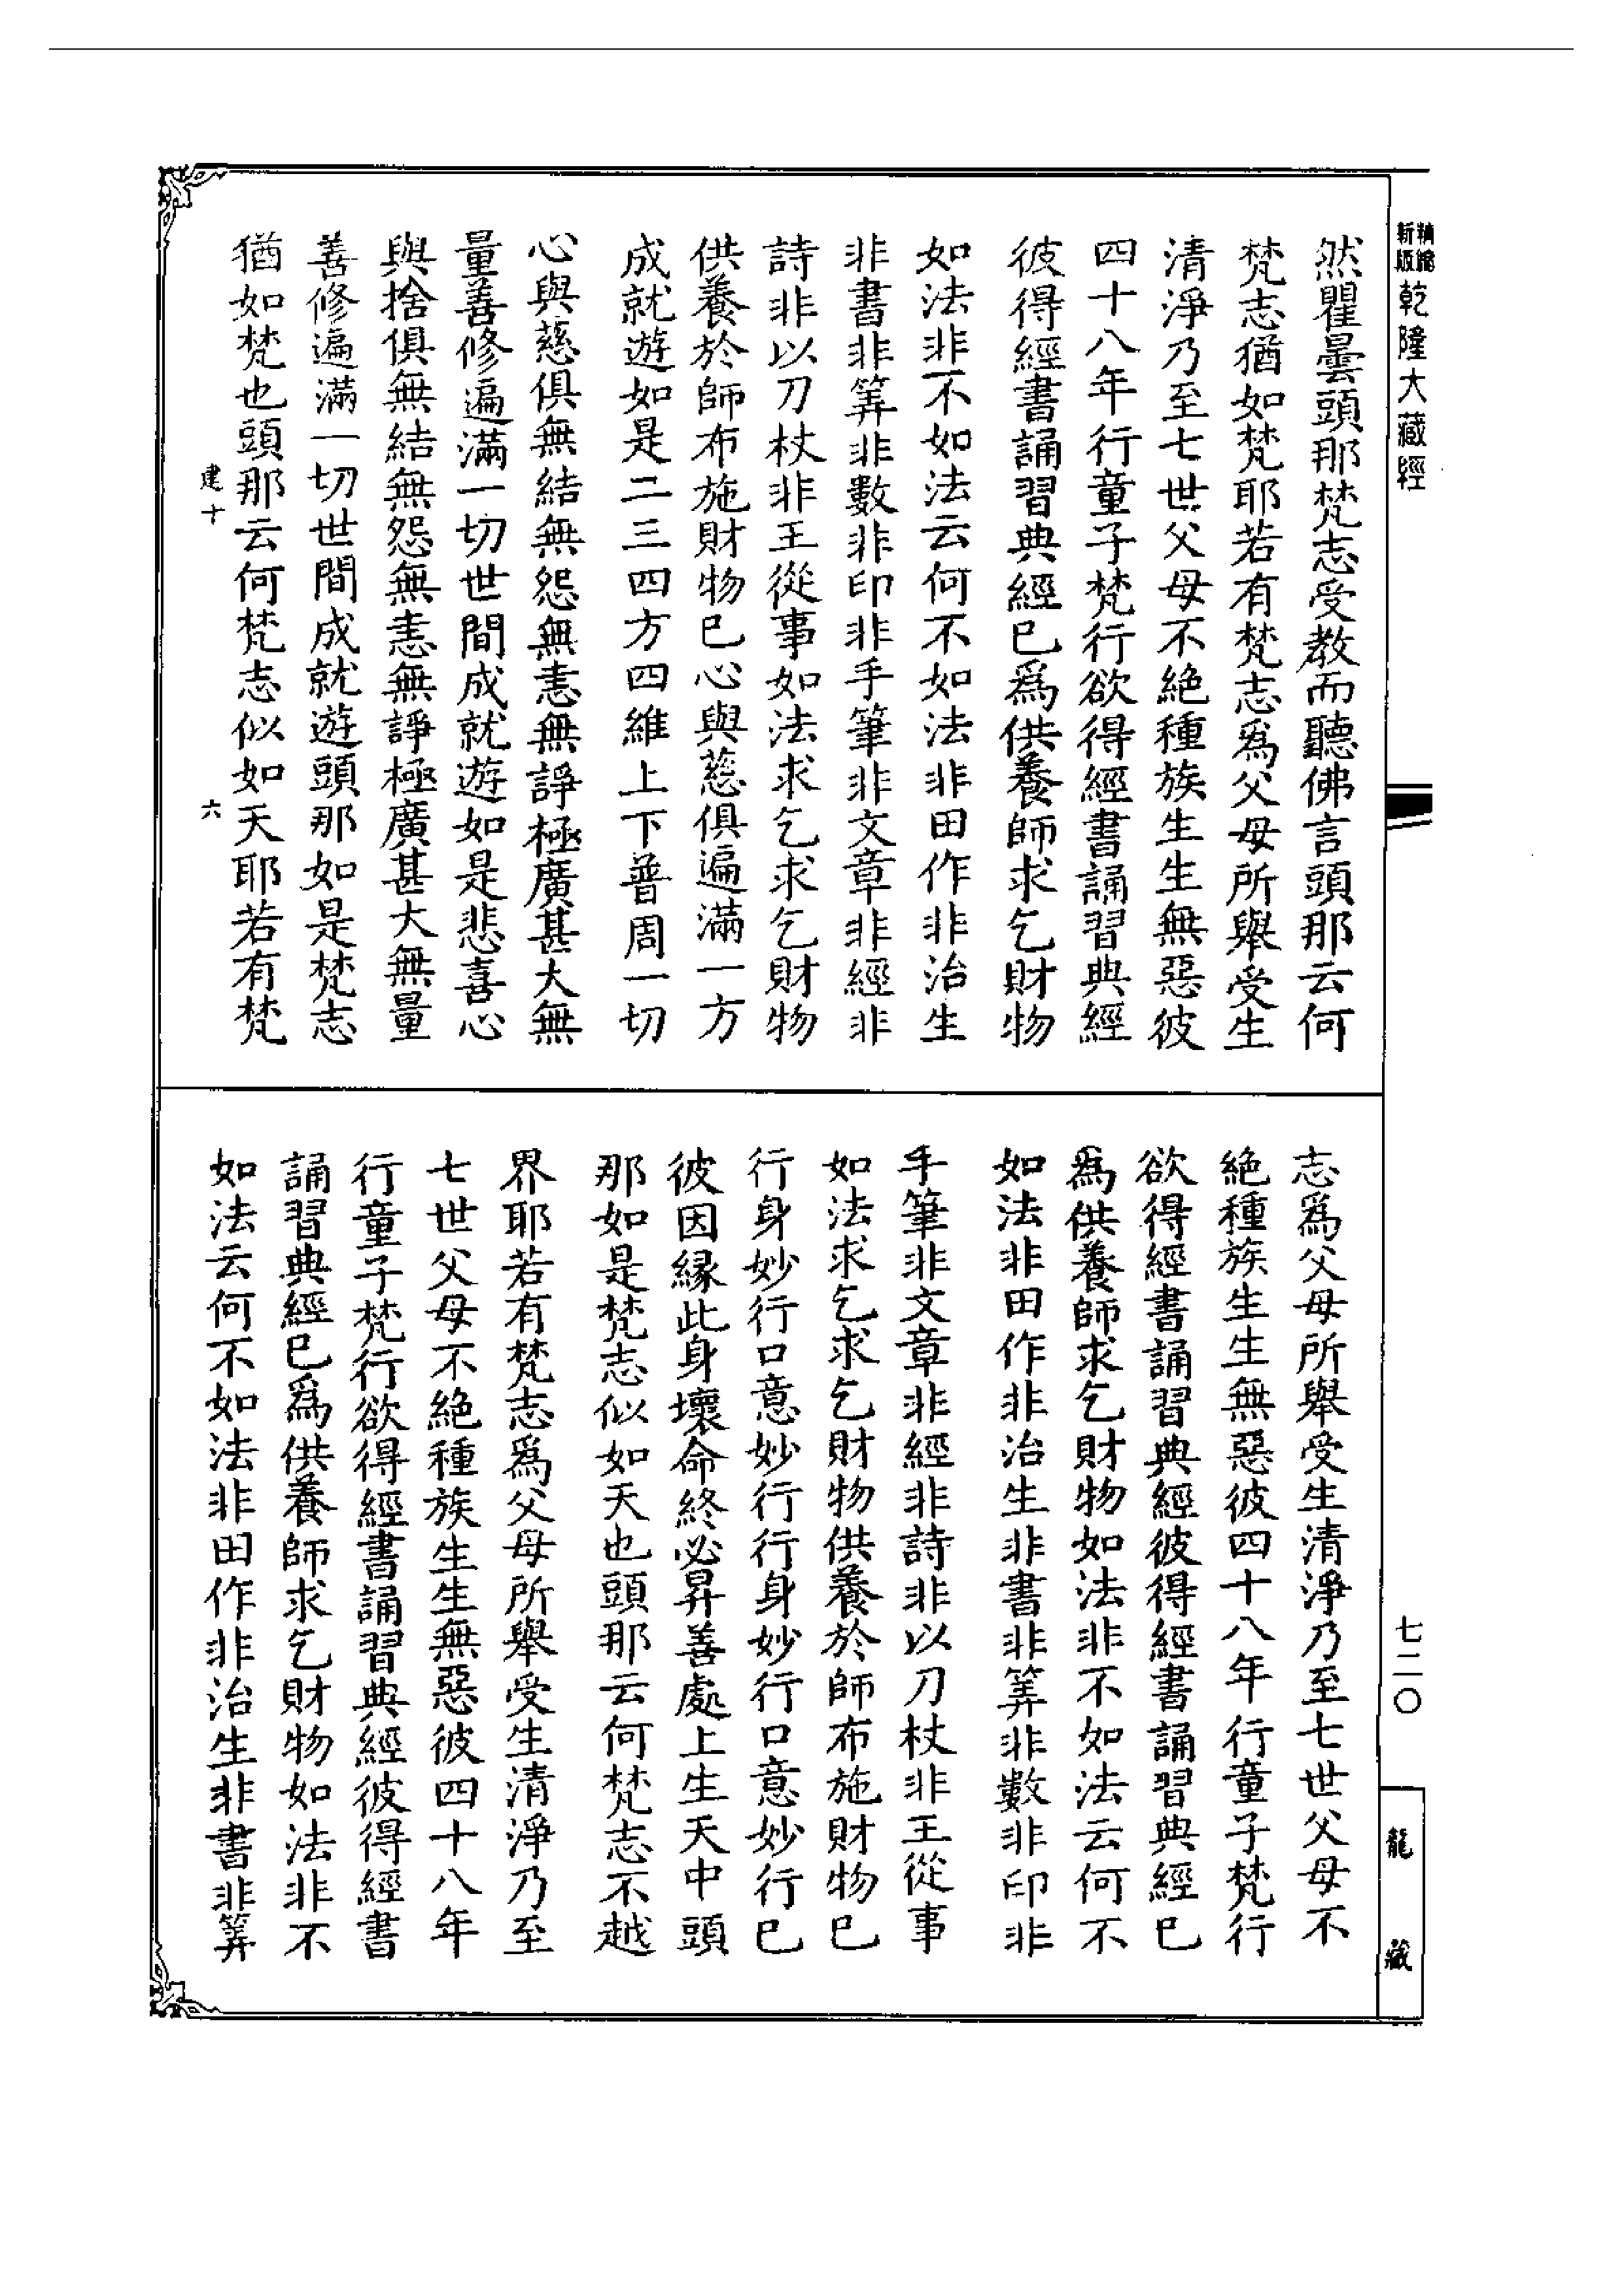 精縮新版乾隆大藏經
然瞿曇頭那梵志受教而聽佛言頭那云何
梵志猶如梵耶若有梵志爲父母所舉受生
清淨乃至七世父母不絕種族生生無惡彼
四十八年行童子梵行欲得經書誦習典經
彼得經書誦習典經已爲供養師求乞財物
如法非不如法云何不如法非田作非治生
非書非筭非數非印非手筆非文章非經非
詩非以刀杖非王從事如法求乞求乞財物
供養於師布施財物已心與慈俱遍滿一方
成就遊如是二三四方四維上下普周一切
心與慈俱無結無怨無恚無諍極廣甚大無
量善修遍滿一切世間成就遊如是悲喜心
與捨俱無結無怨無恚無諍極廣甚大無量
善修遍滿一切世間成就遊頭那如是梵志
猶如梵也頭那云何梵志似如天耶若有梵
建十 六
七二〇
龍藏
志爲父母所舉受生清淨乃至七世父母不
絕種族生生無惡彼四十八年行童子梵行
欲得經書誦習典經彼得經書誦習典經已
爲供養師求乞財物如法非不如法云何不
如法非田作非治生非書非筭非數非印非
手筆非文章非經非詩非以刀杖非王從事
如法求乞求乞財物供養於師布施財物已
行身妙行口意妙行行身妙行口意妙行已
彼因緣此身壞命終必昇善處上生天中頭
那如是梵志似如天也頭那云何梵志不越
界耶若有梵志爲父母所舉受生清淨乃至
七世父母不絕種族生生無惡彼四十八年
行童子梵行欲得經書誦習典經彼得經書
誦習典經已爲供養師求乞財物如法非不
如法云何不如法非田作非治生非書非筭